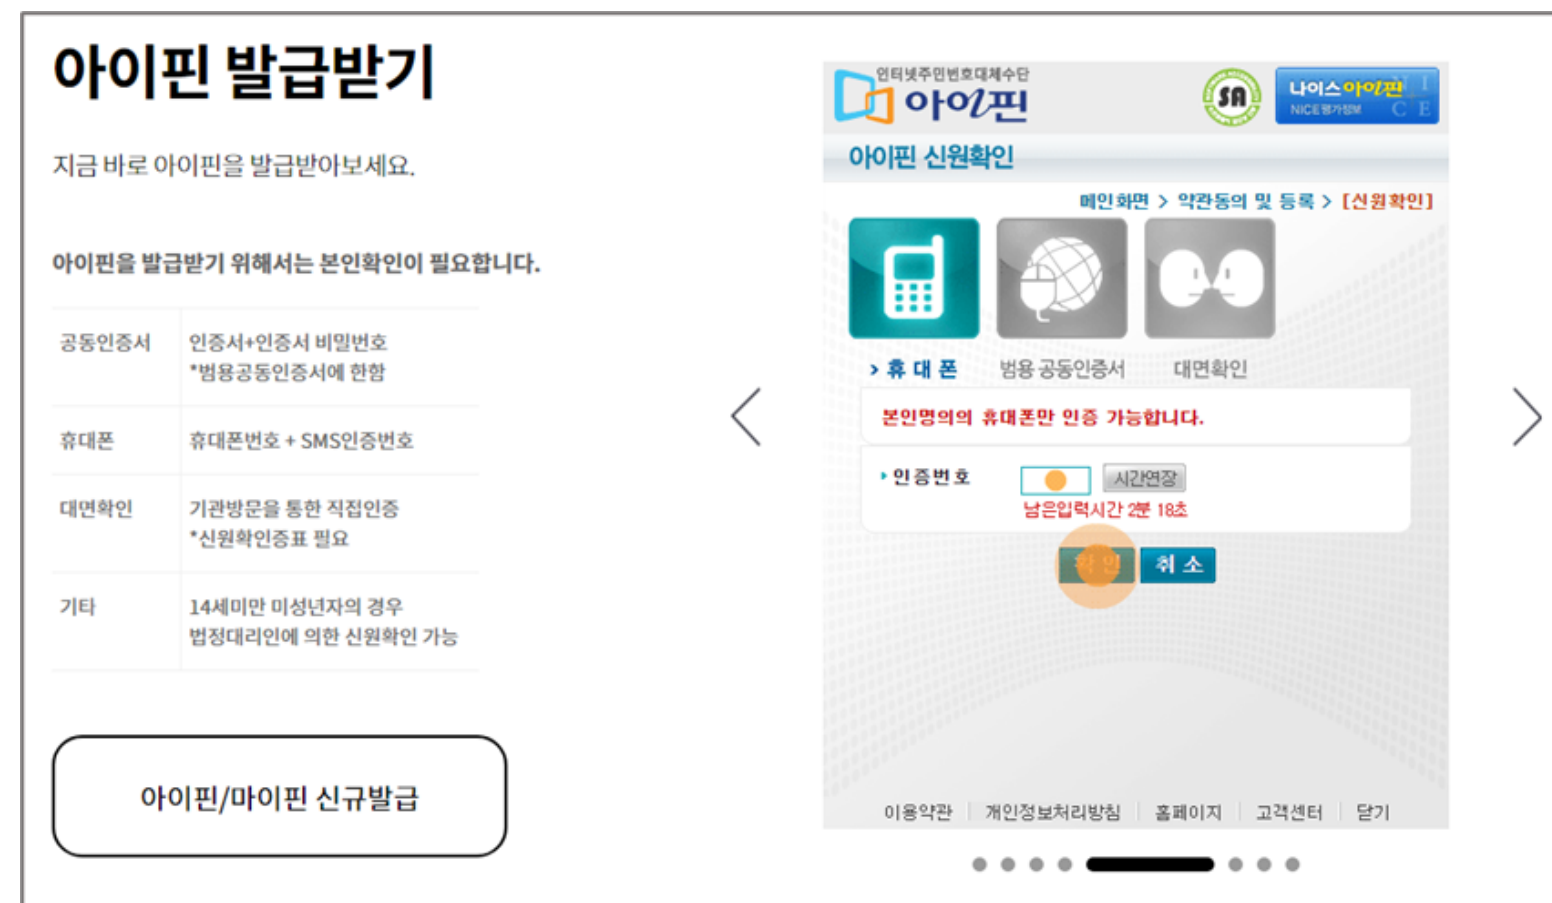 아이핀 발급받기
지금 바로 아이핀을 발급받아보세요.
아이핀을 발급받기 위해서는 본인확인이 필요합니다.
공동인증서 인증서+인증서 비밀번호
*범용공동인증서에 한함
휴대폰 휴대폰번호 + SMS인증번호
대면확인 기관방문을 통한 직접인증
*신원확인증표 필요
기타 14세미만 미성년자의 경우
법정대리인에 의한 신원확인 가능
아이핀/마이핀 신규발급
인터넷주민번호대체수단
아이핀
SA
나이스아이핀
NICE평가정보
NICE
아이핀 신원확인
메인화면 > 약관동의 및 등록 > [신원확인]
> 휴대폰 범용 공동인증서 대면확인
본인명의의 휴대폰만 인증 가능합니다.
인증번호 시간연장
남은입력시간 2분 18초
확인 취소
이용약관 개인정보처리방침 홈페이지 고객센터 닫기